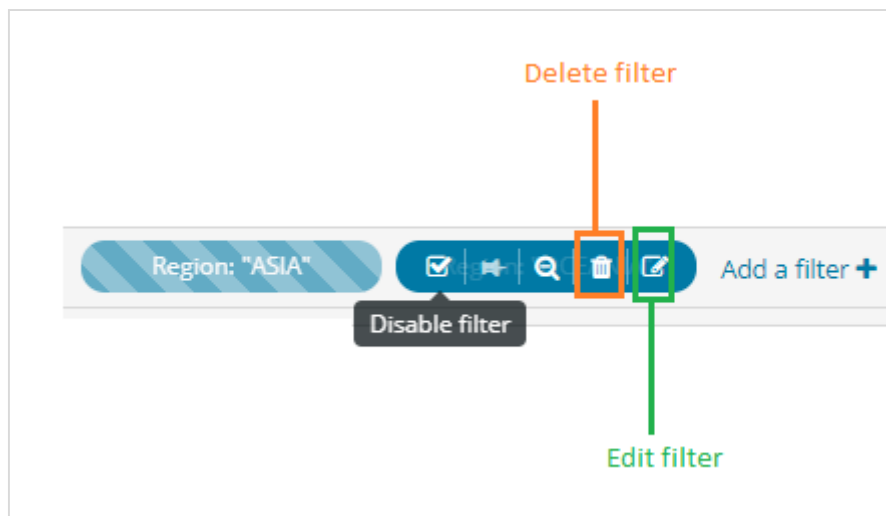 Delete filter
Region: "ASIA"
Add a filter +
Disable filter
Edit filter